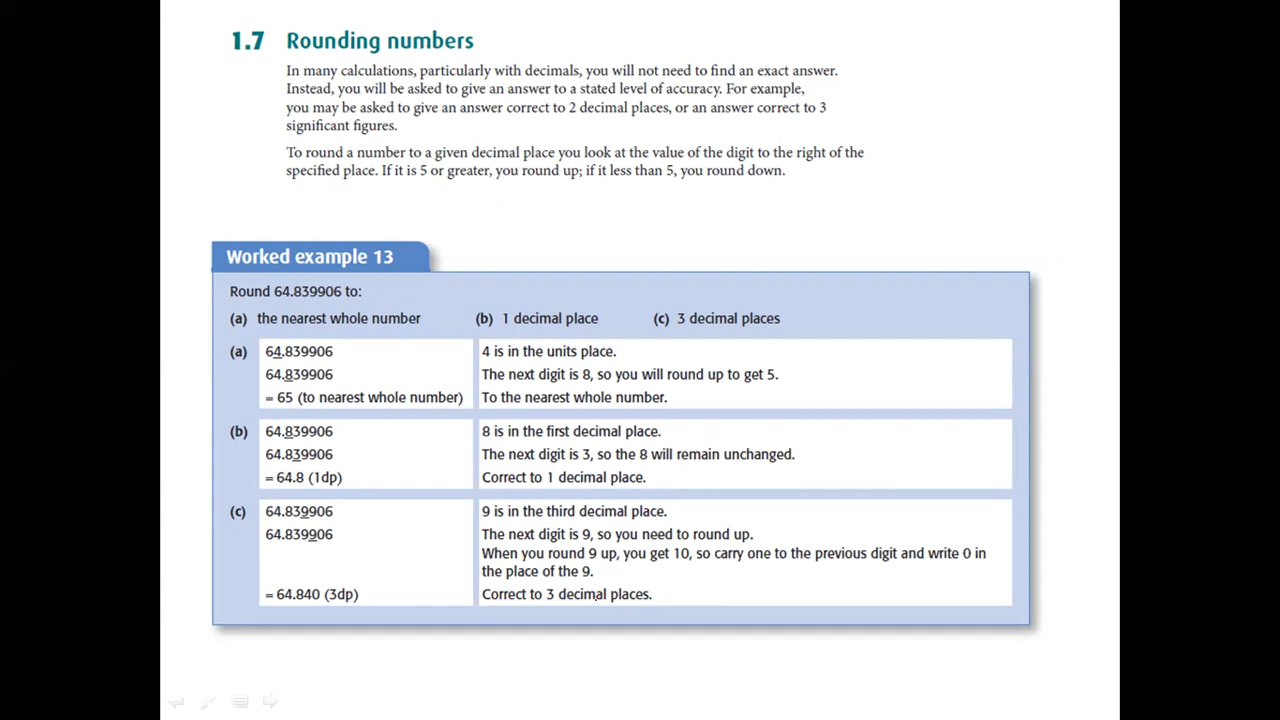 1.7 Rounding numbers
In many calculations, particularly with decimals, you will not need to find an exact answer.
Instead, you will be asked to give an answer to a stated level of accuracy. For example,
you may be asked to give an answer correct to 2 decimal places, or an answer correct to 3
significant figures.
To round a number to a given decimal place you look at the value of the digit to the right of the
specified place. If it is 5 or greater, you round up; if it less than 5, you round down.
Worked example 13
Round 64.839906 to:
(a) the nearest whole number (b) 1 decimal place (c) 3 decimal places
(a) 64.839906 4 is in the units place.
64.839906 The next digit is 8, so you will round up to get 5.
= 65 (to nearest whole number) To the nearest whole number.
(b) 64.839906 8 is in the first decimal place.
64.839906 The next digit is 3, so the 8 will remain unchanged.
= 64.8 (1dp) Correct to 1 decimal place.
(c) 64.839906 9 is in the third decimal place.
64.839906 The next digit is 9, so you need to round up.
When you round 9 up, you get 10, so carry one to the previous digit and write 0 in
the place of the 9.
= 64.840 (3dp) Correct to 3 decimal places.